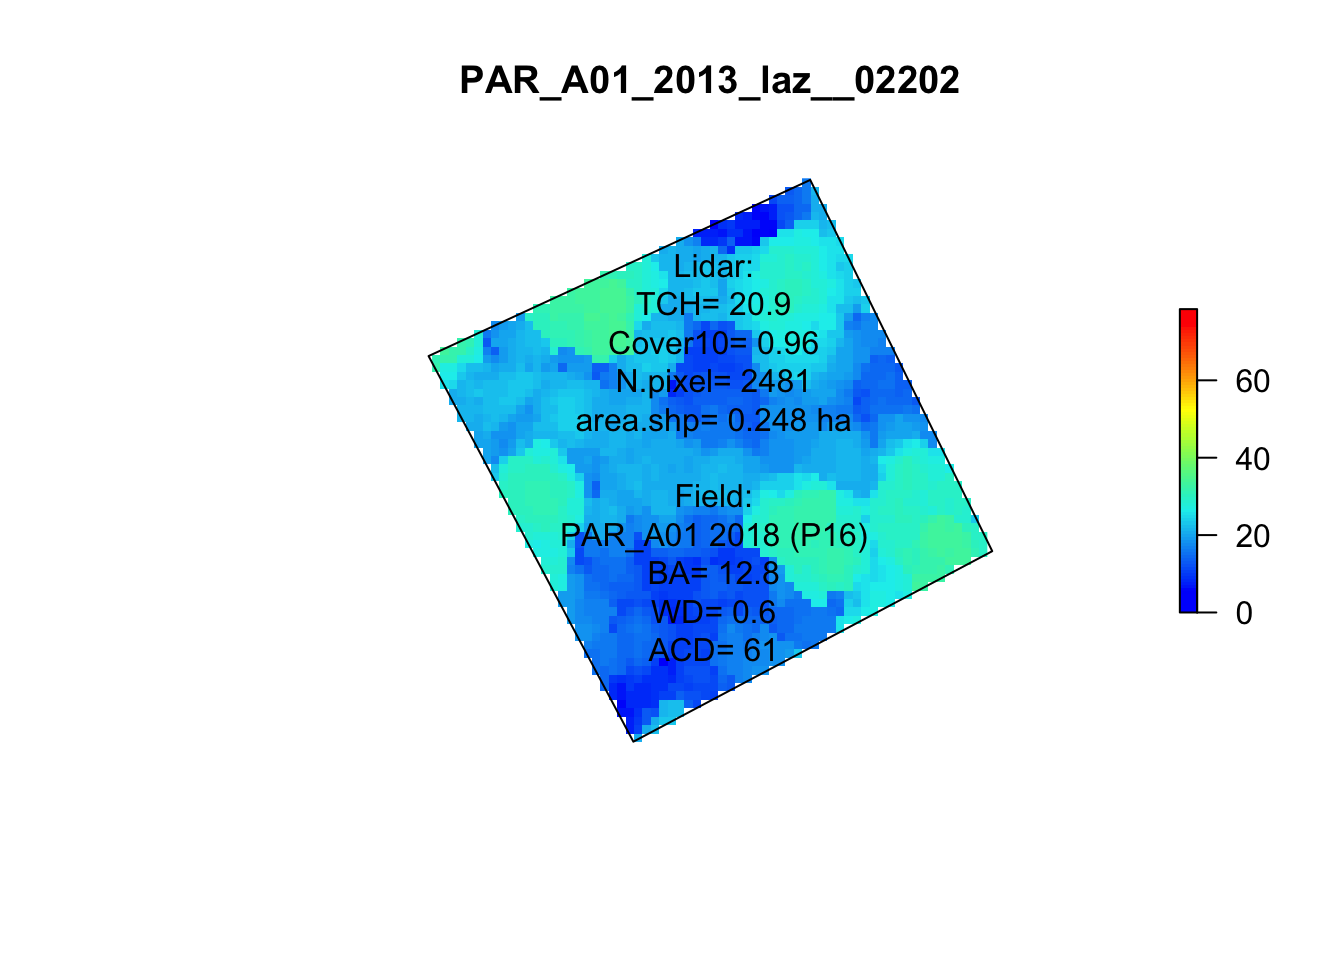 PAR_A01_2013_laz__02202
Lidar:
TCH= 20.9
Cover10= 0.96
N.pixel= 2481
area.shp= 0.248 ha
Field:
PAR_A01 2018 (P16)
BA= 12.8
WD= 0.6
ACD= 61
60
40
20
0